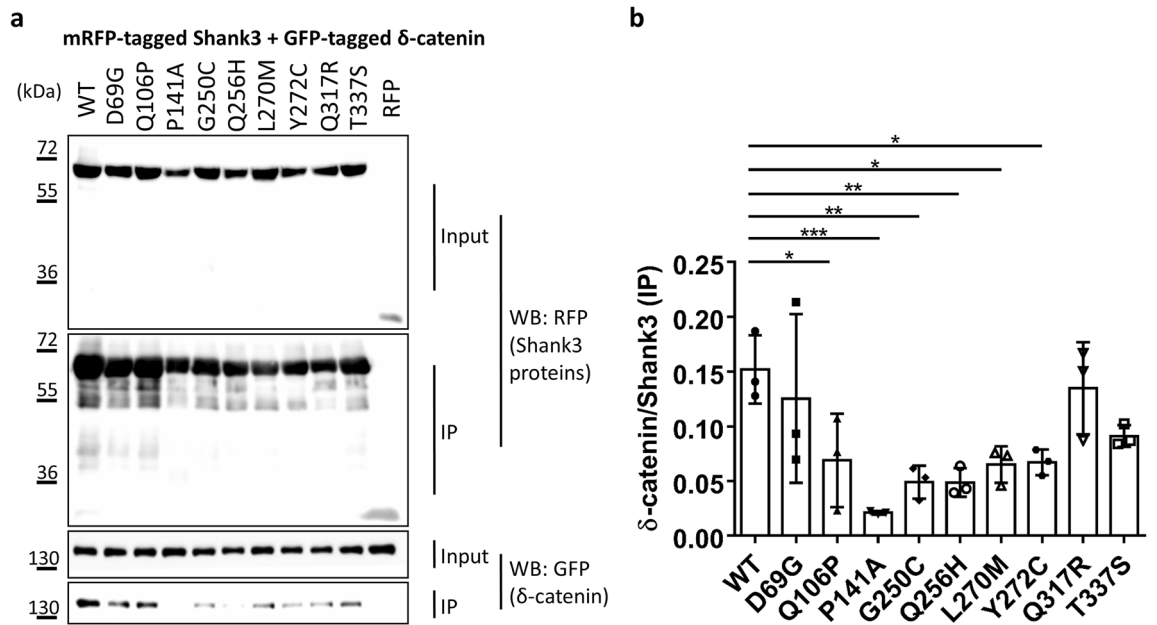 a
mRFP-tagged Shank3 + GFP-tagged δ-catenin
(kDa)
WT
D69G
Q106P
P141A
G250C
Q256H
L270M
Y272C
Q317R
T337S
RFP
72
55
36
Input
72
55
36
IP
WB: RFP
(Shank3
proteins)
130
Input
130
IP
WB: GFP
(δ-catenin)
b
*
*
**
**
***
*
δ-catenin/Shank3 (IP)
0.25
0.20
0.15
0.10
0.05
0.00
WT
D69G
Q106P
P141A
G250C
Q256H
L270M
Y272C
Q317R
T337S